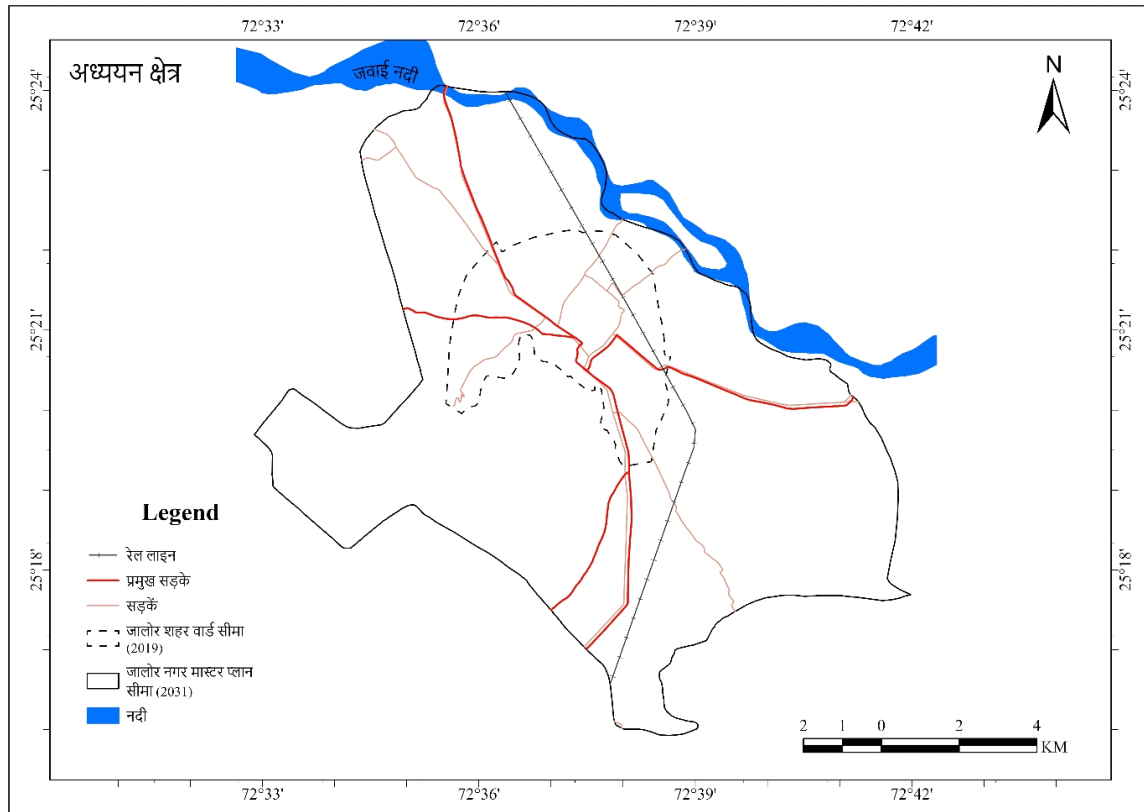 72°33' 72°36' 72°39' 72°42'
अध्ययन क्षेत्र
जवाई नदी
N
25°24' 25°24'
25°21' 25°21'
25°18' 25°18'
Legend
रेल लाइन
प्रमुख सड़के
सड़कें
जालोर शहर वार्ड सीमा
(2019)
जालोर नगर मास्टर प्लान
सीमा (2031)
नदी
2 1 0 2 4
KM
72°33' 72°36' 72°39' 72°42'